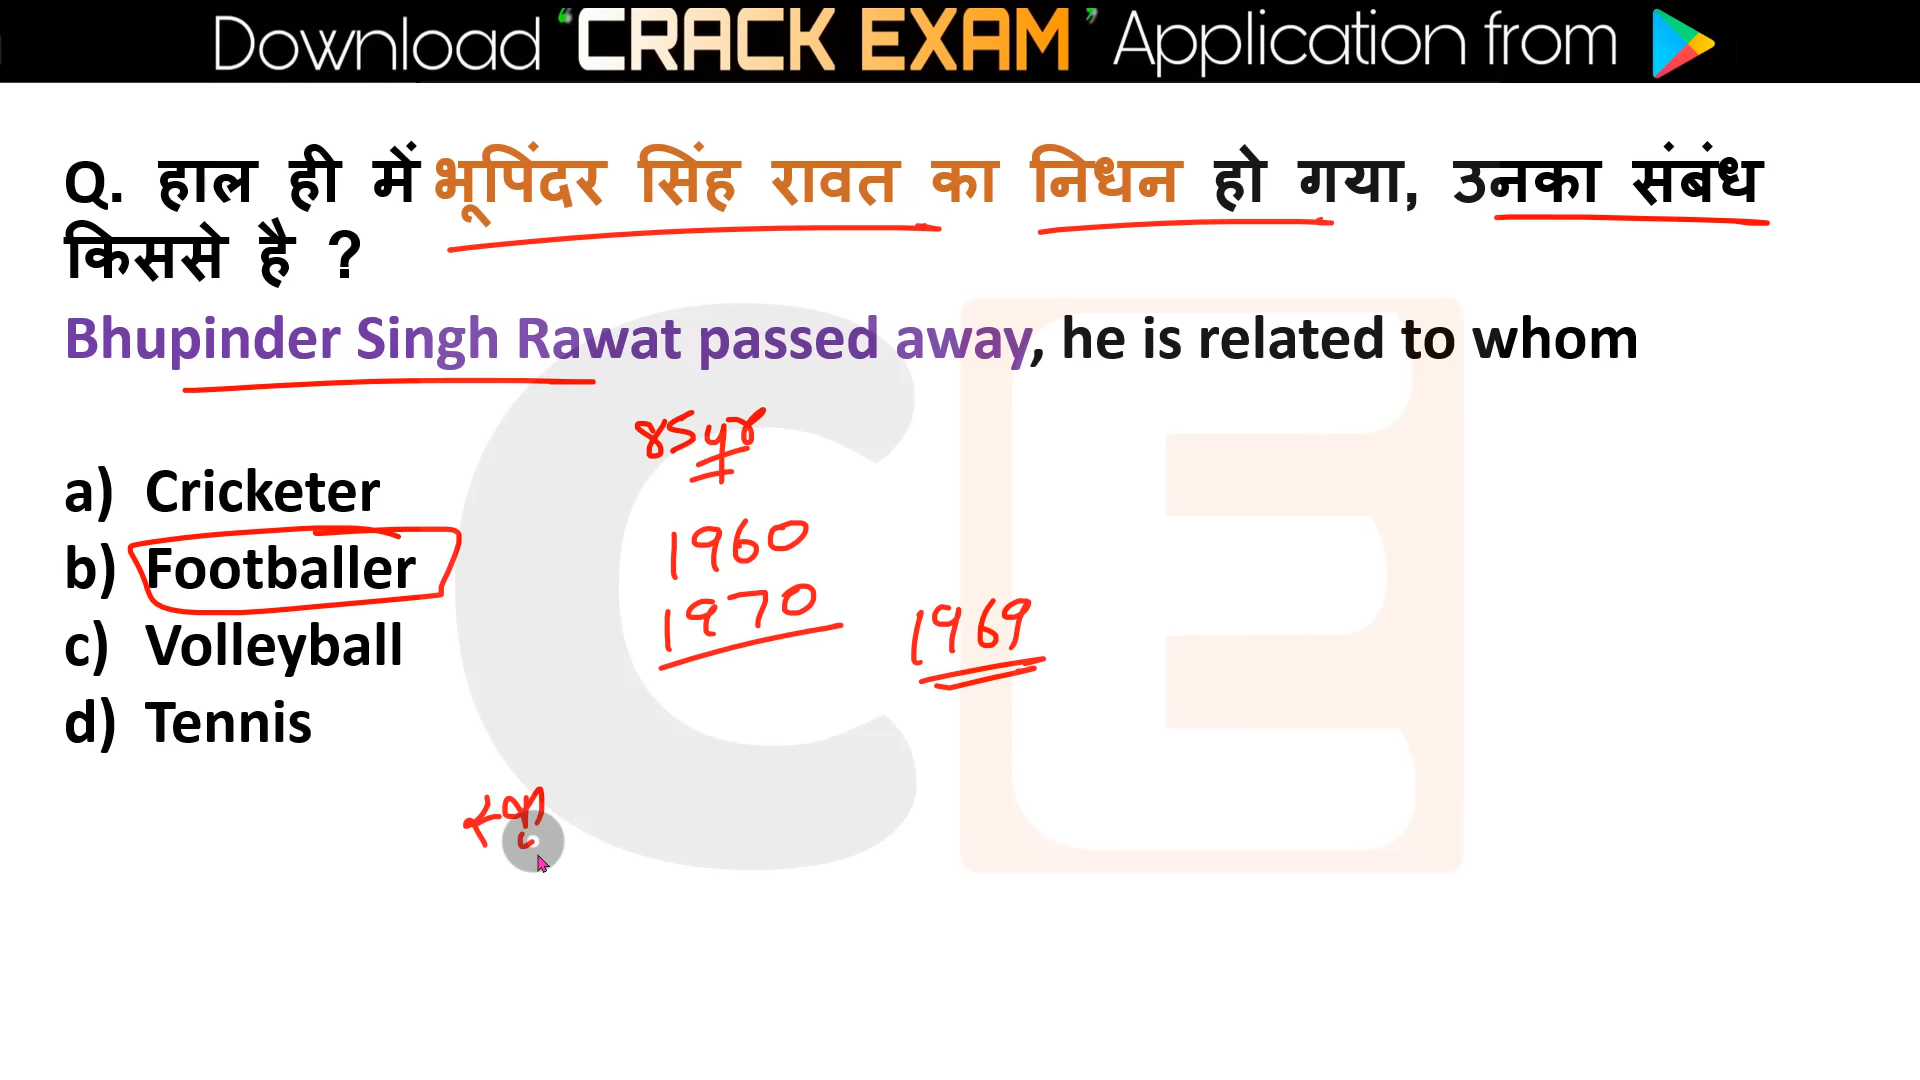 Download 'CRACK EXAM' Application from
Q. हाल ही में भूपिंदर सिंह रावत का निधन हो गया, उनका संबंध
किससे है ?
Bhupinder Singh Rawat passed away, he is related to whom
85yr
a) Cricketer
1960
b) Footballer
1970
1969
c) Volleyball
d) Tennis
CE